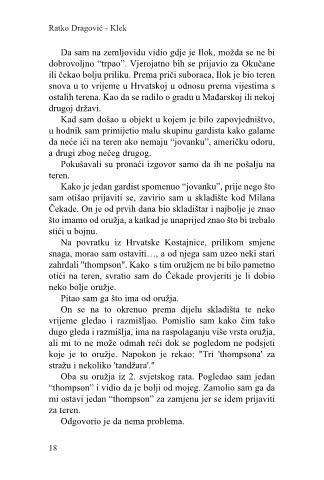 Ratko Dragović - Klek
Da sam na zemljovidu vidio gdje je Ilok, možda se ne bi
dobrovoljno “trpao”. Vjerojatno bih se prijavio za Okučane
ili čekao bolju priliku. Prema priči suboraca, Ilok je bio teren
snova u to vrijeme u Hrvatskoj u odnosu prema vijestima s
ostalih terena. Kao da se radilo o gradu u Mađarskoj ili nekoj
drugoj državi.
Kad sam došao u objekt u kojem je bilo zapovjedništvo,
u hodnik sam primijetio malu skupinu gardista kako galame
da neće ići na teren ako nemaju “jovanku”, američku odoru,
a drugi zbog nečeg drugog.
Pokušavali su pronaći izgovor samo da ih ne pošalju na
teren.
Kako je jedan gardist spomenuo “jovanku”, prije nego što
sam otišao prijaviti se, zavirio sam u skladište kod Milana
Čekade. On je od prvih dana bio skladištar i najbolje je znao
što imamo od oružja, a katkad je unaprijed znao što bi trebalo
stići u bojnu.
Na povratku iz Hrvatske Kostajnice, prilikom smjene
snaga, morao sam ostaviti…, a od njega sam uzeo neki stari
zahrđali "thompson". Kako s tim oružjem ne bi bilo pametno
otići na teren, svratio sam do Čekade provjeriti je li dobio
neko bolje oružje.
Pitao sam ga što ima od oružja.
On se na to okrenuo prema dijelu skladišta te neko
vrijeme gledao i razmišljao. Pomislio sam kako čim tako
dugo gleda i razmišlja, ima na raspolaganju više vrsta oružja,
ali mi to ne može odmah reći dok se pogledom ne podsjeti
koje je to oružje. Napokon je rekao: "Tri 'thompsona' za
stražu i nekoliko 'tandžara'."
Oba su oružja iz 2. svjetskog rata. Pogledao sam jedan
“thompson” i vidio da je bolji od mojeg. Zamolio sam ga da
mi ostavi jedan “thompson” za zamjenu jer se idem prijaviti
za teren.
Odgovorio je da nema problema.
18